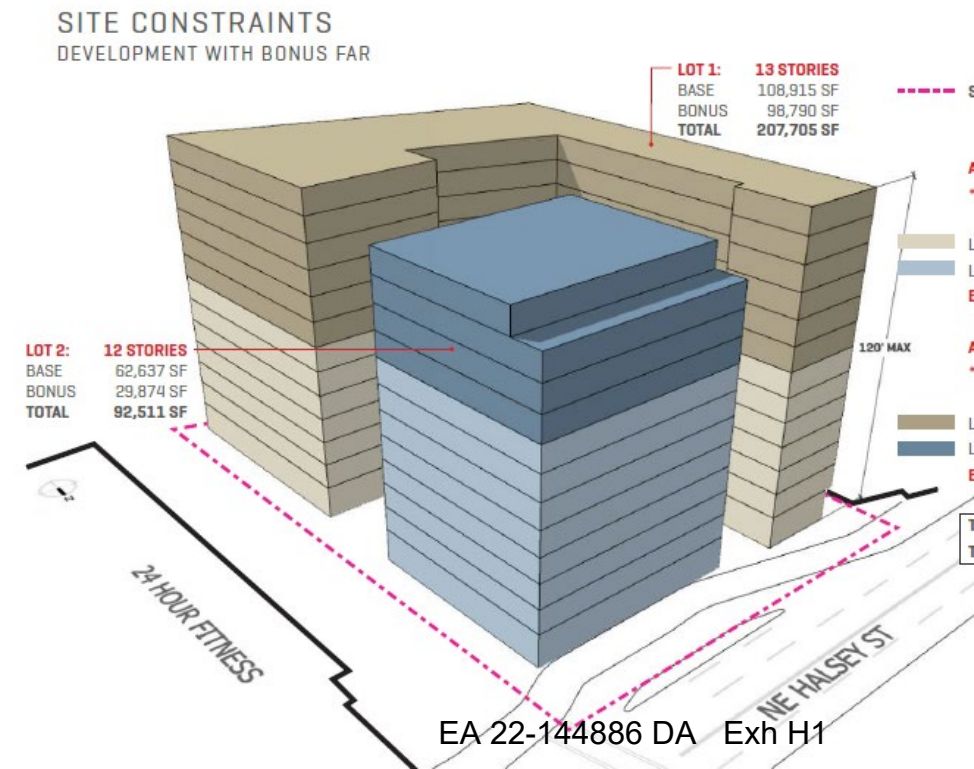 SITE CONSTRAINTS
DEVELOPMENT WITH BONUS FAR
LOT 1: 13 STORIES
BASE 108,915 SF
BONUS 98,790 SF
TOTAL 207,705 SF
S
A
L
L
E
120' MAX
A
LOT 2: 12 STORIES
BASE 62,637 SF
BONUS 29,874 SF
TOTAL 92,511 SF
L
L
E
T
T
Z
24 HOUR FITNESS
NE HALSEY ST
EA 22-144886 DA Exh H1